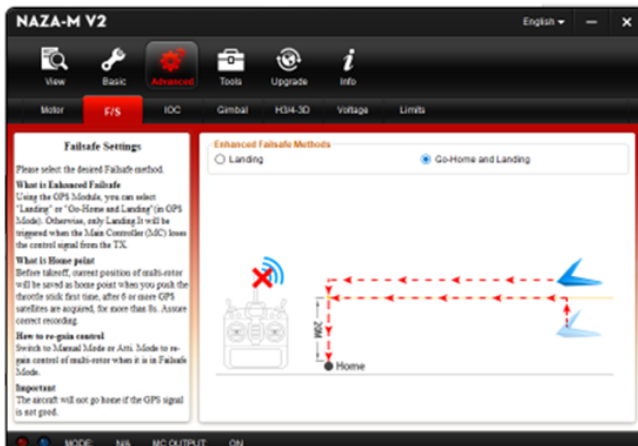 NAZA-M V2
English
View
Basic
Advanced
Tools
Upgrade
Info
Motor
F/S
IOC
Gimbal
H3/4-3D
Voltage
Limits
Failsafe Settings
Please select the desired Failsafe method.
What is Enhanced Failsafe
Using the GPS Module, you can select
"Landing" or "Go-Home and Landing"(in GPS
Mode). Otherwise, only Landing.It will be
triggered when the Main Controller (MC) loses
the control signal from the TX.
What is Home point
Before takeoff, current position of multi-rotor
will be saved as home point when you push the
throttle stick first time, after 6 or more GPS
satellites are acquired, for more than 8s. Assure
correct recording.
How to re-gain control
Switch to Manual Mode or Atti. Mode to re-
gain control of multi-rotor when it is in Failsafe
Mode.
Important
The aircraft will not go home if the GPS signal
is not good.
Enhanced Failsafe Methods
Landing
Go-Home and Landing
20M
Home
MODE: N/A MC OUTPUT: ON